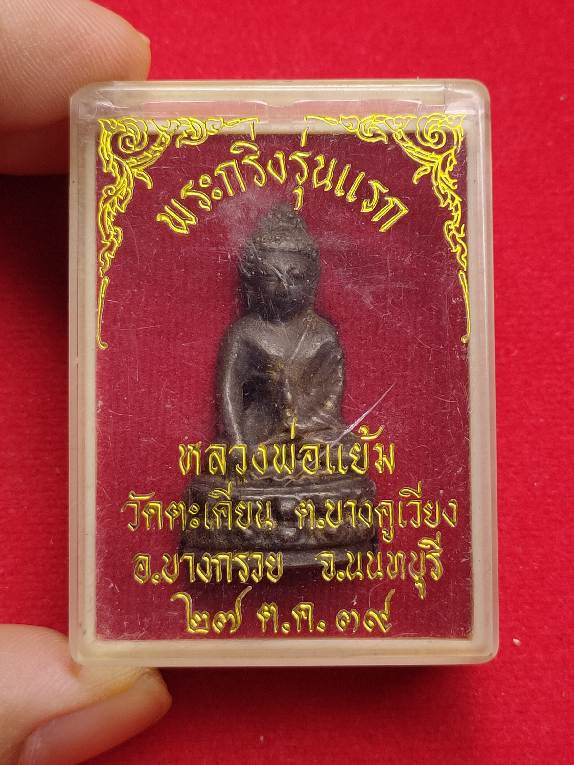 พระกริ่งรุ่นแรก
หลวงพ่อแย้ม
วัดตะเคียน ต.บางคูเวียง
อ.บางกรวย จ.นนทบุรี
๒๗ ต.ค. ๓๙